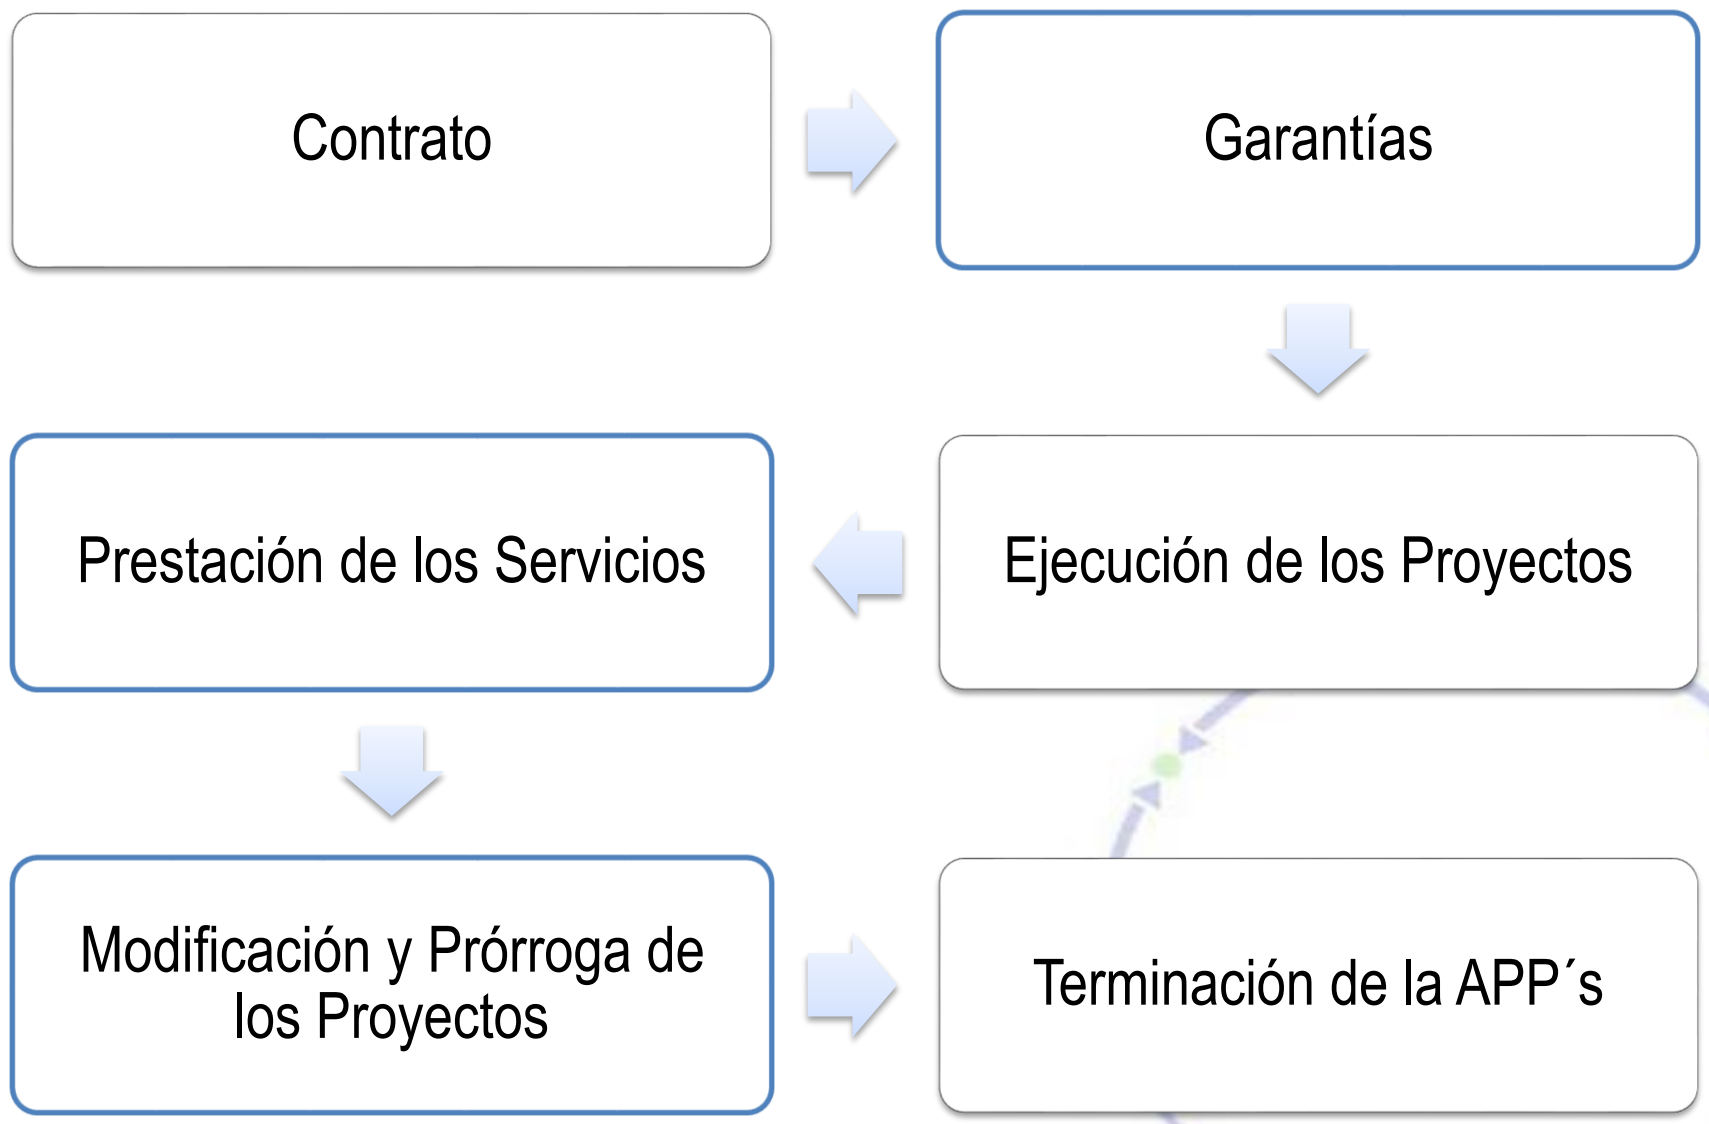 Contrato
Garantías
Ejecución de los Proyectos
Prestación de los Servicios
Modificación y Prórroga de
los Proyectos
Terminación de la APP´s